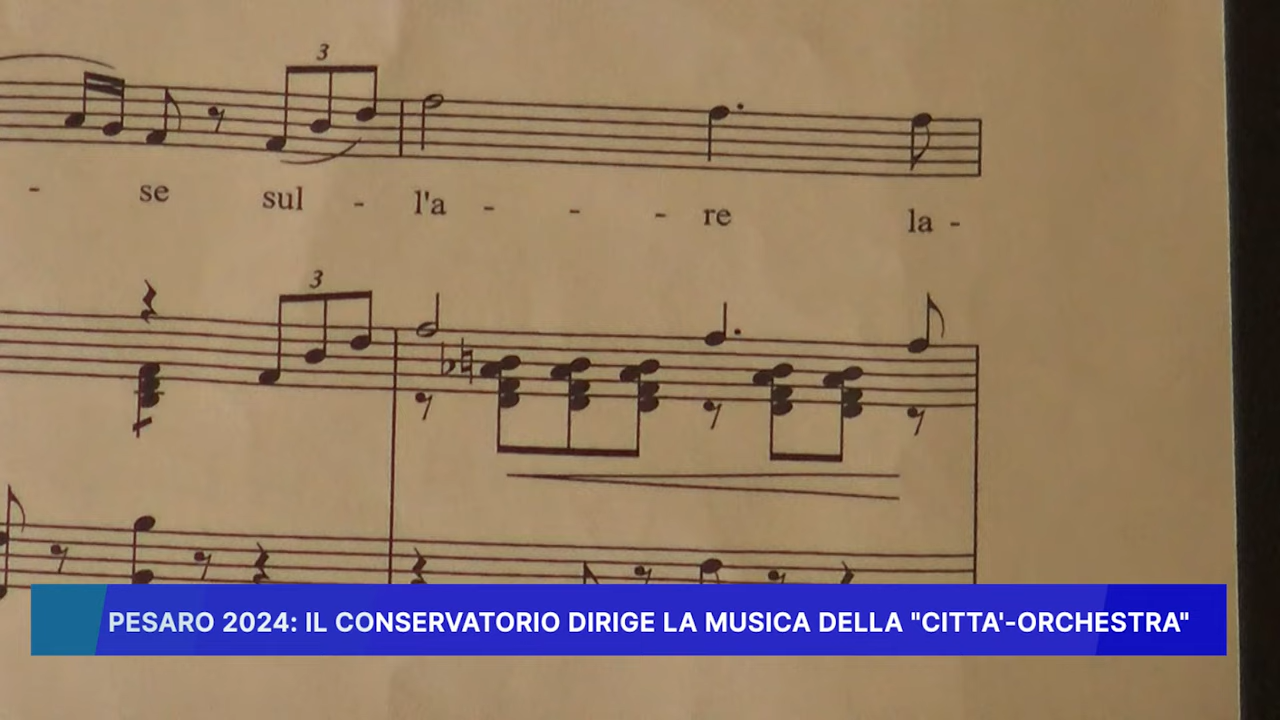 3
- se sul - l'a - - - re la -
3
PESARO 2024: IL CONSERVATORIO DIRIGE LA MUSICA DELLA "CITTA'-ORCHESTRA"